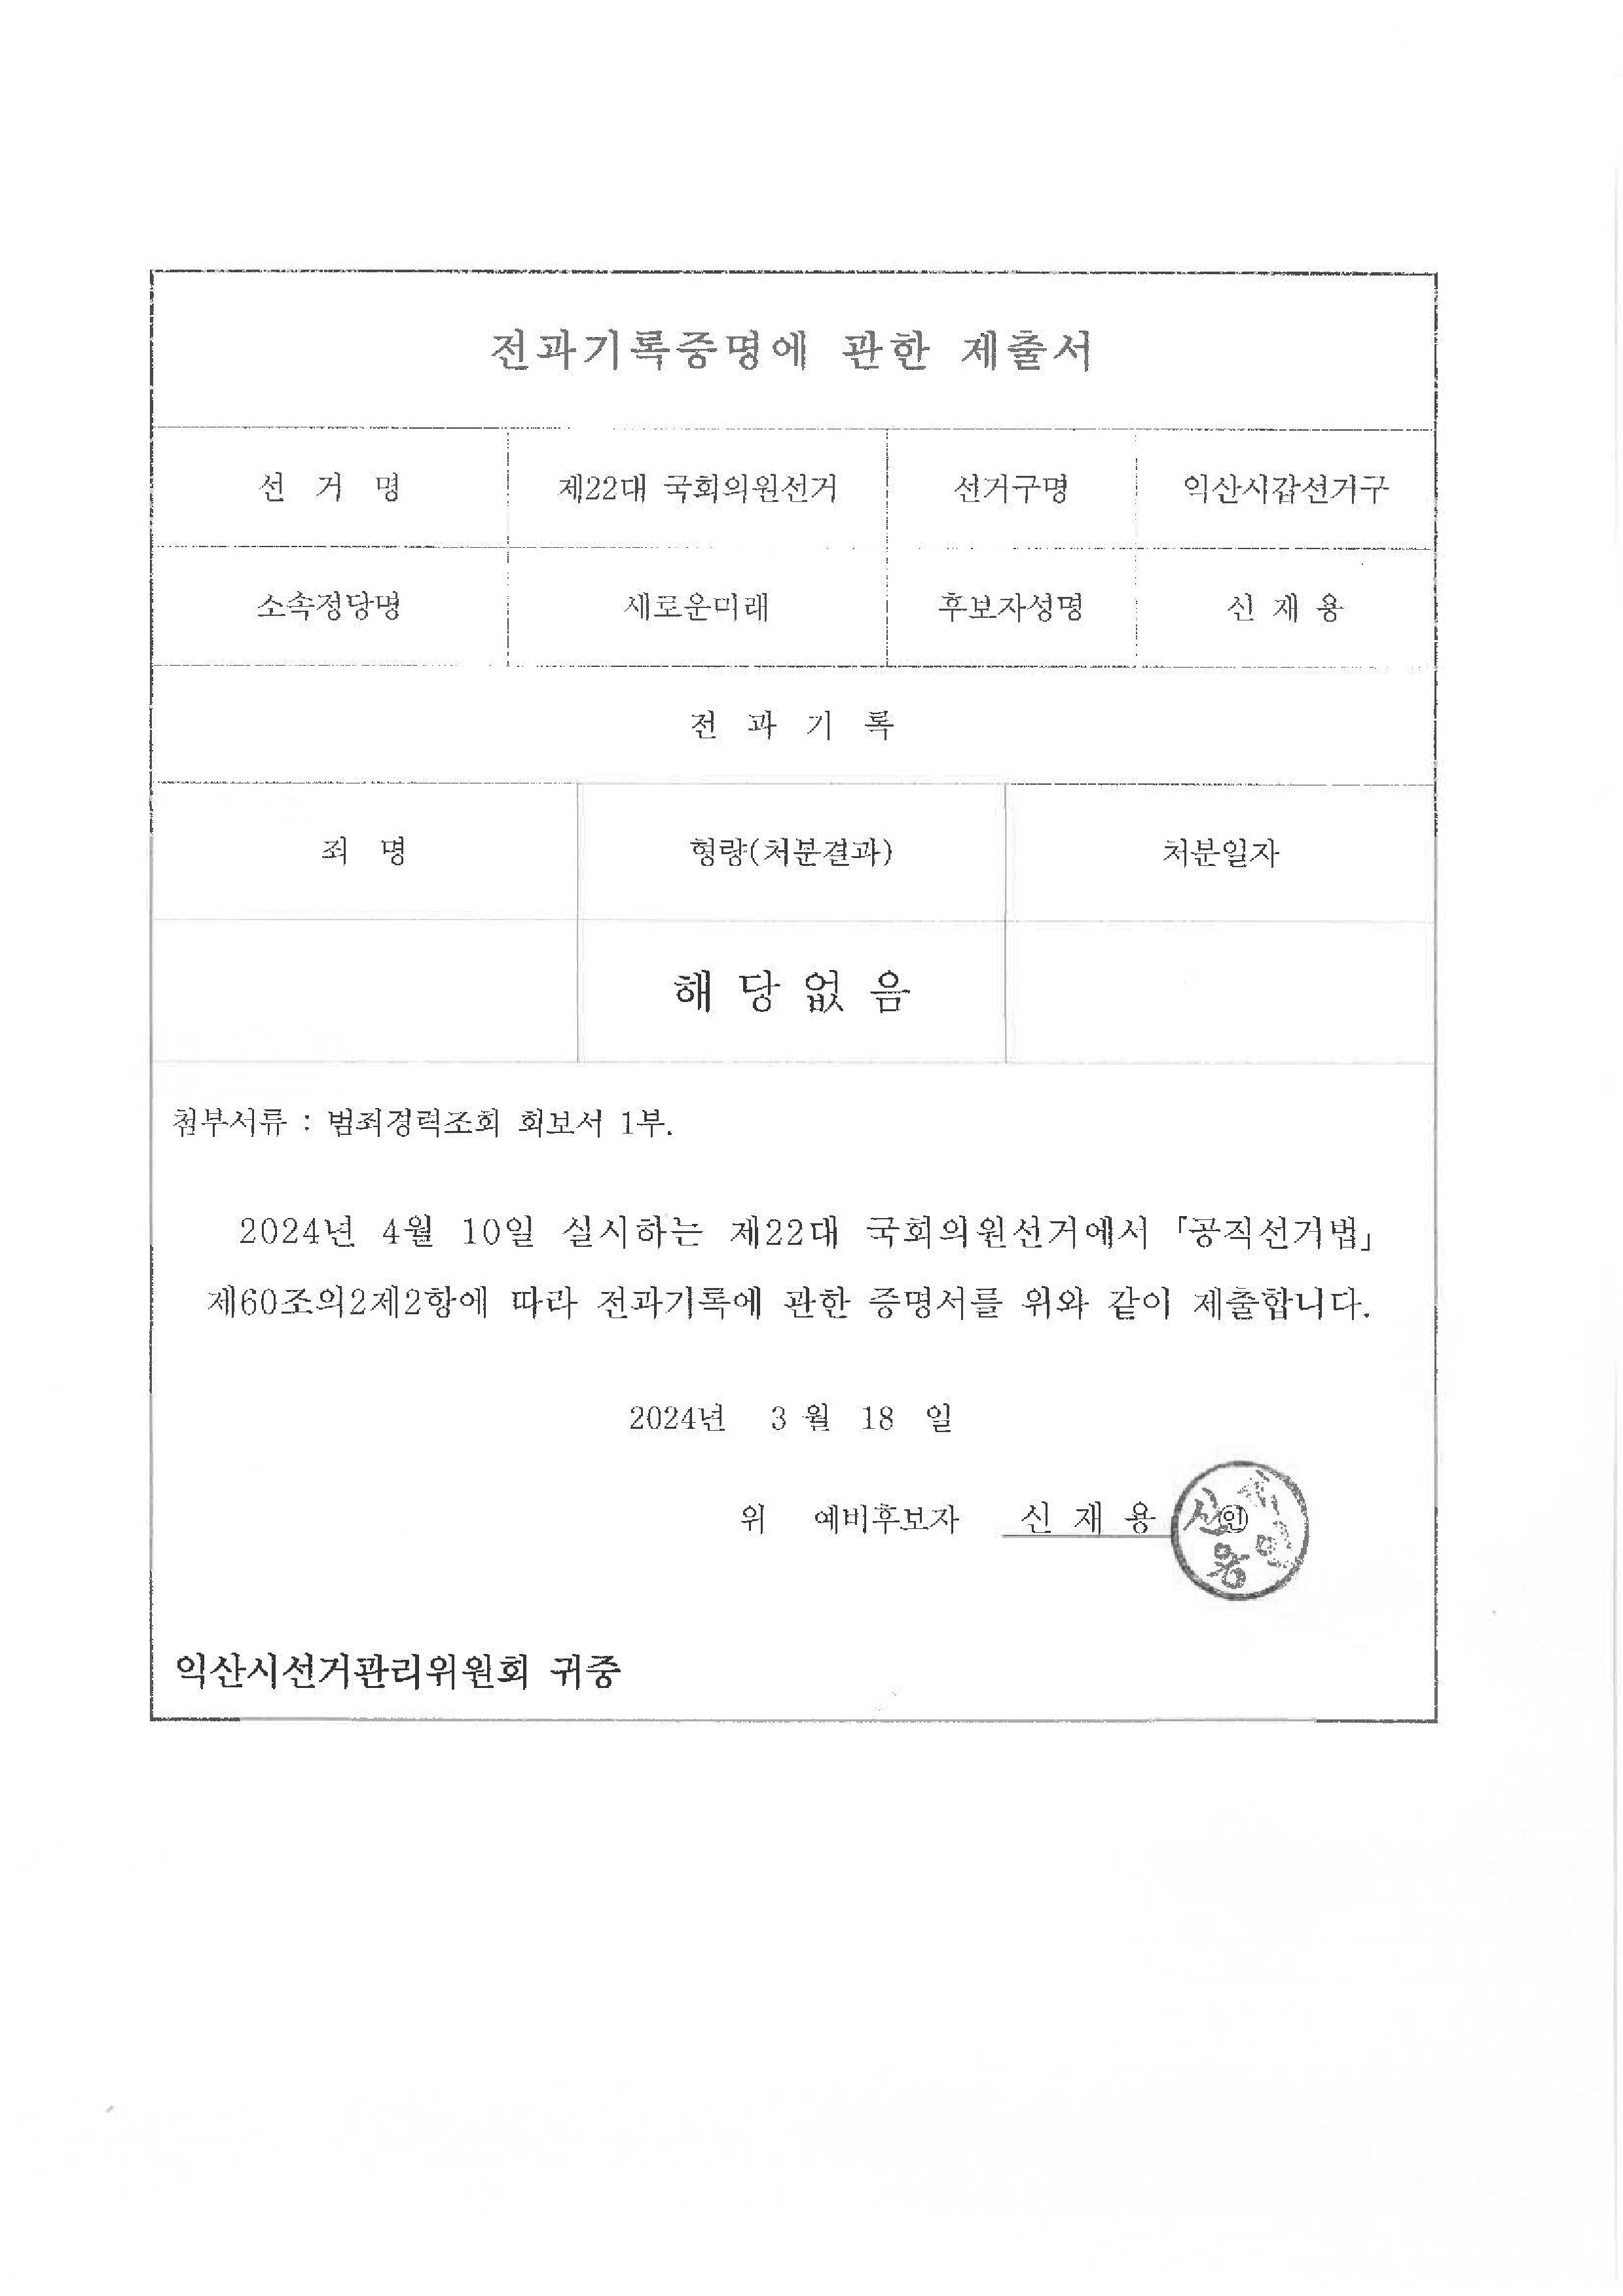 전과기록증명에 관한 제출서
선 거 명 제22대 국회의원선거 선거구명 익산시갑선거구
소속정당명 새로운미래 후보자성명 신 재 용
전 과 기 록
죄 명 형량(처분결과) 처분일자
해 당 없 음
첨부서류 : 범죄경력조회 회보서 1부.
2024년 4월 10일 실시하는 제22대 국회의원선거에서 「공직선거법」
제60조의2제2항에 따라 전과기록에 관한 증명서를 위와 같이 제출합니다.
2024년 3 월 18 일
위 예비후보자 신 재 용 ㊞
익산시선거관리위원회 귀중